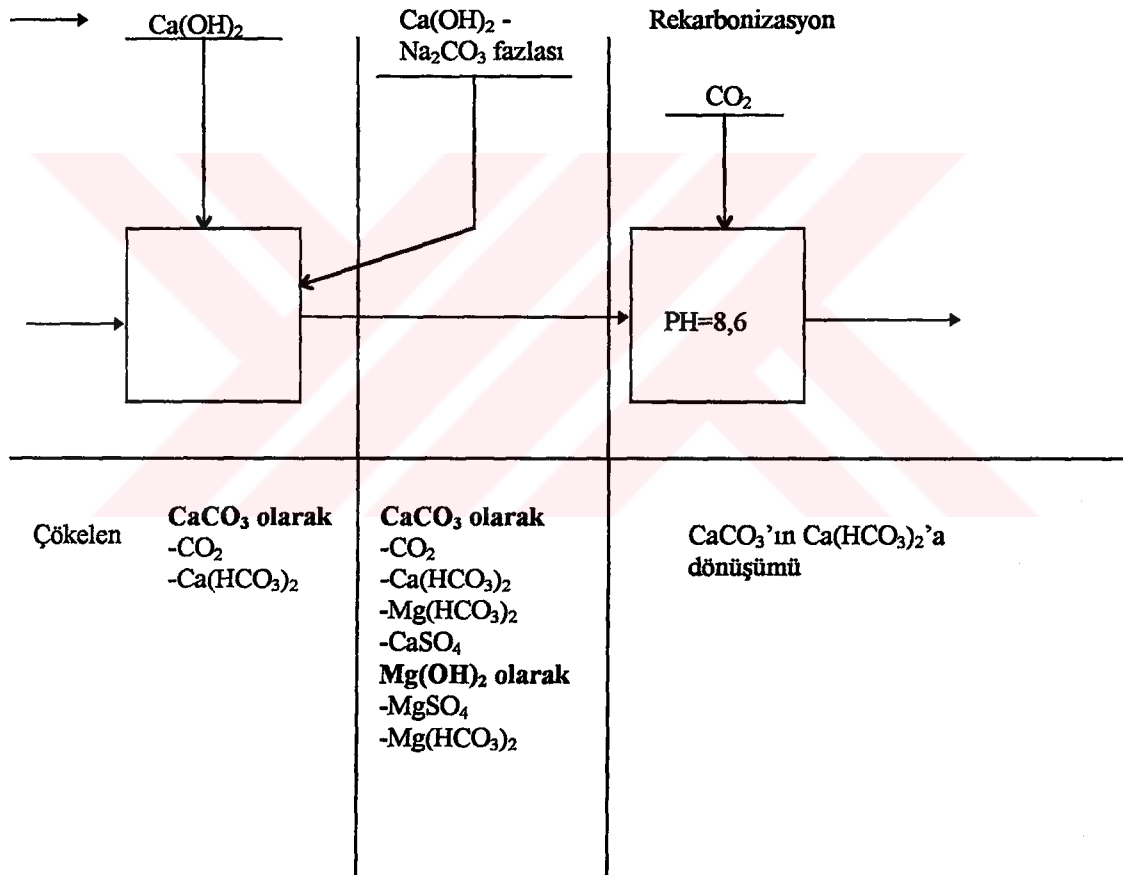 Ca(OH)₂
Ca(OH)₂ -
Na₂CO₃ fazlası
Rekarbonizasyon
CO₂
PH=8,6
Çökelen
CaCO₃ olarak
-CO₂
-Ca(HCO₃)₂
CaCO₃ olarak
-CO₂
-Ca(HCO₃)₂
-Mg(HCO₃)₂
-CaSO₄
Mg(OH)₂ olarak
-MgSO₄
-Mg(HCO₃)₂
CaCO₃'ın Ca(HCO₃)₂'a
dönüşümü